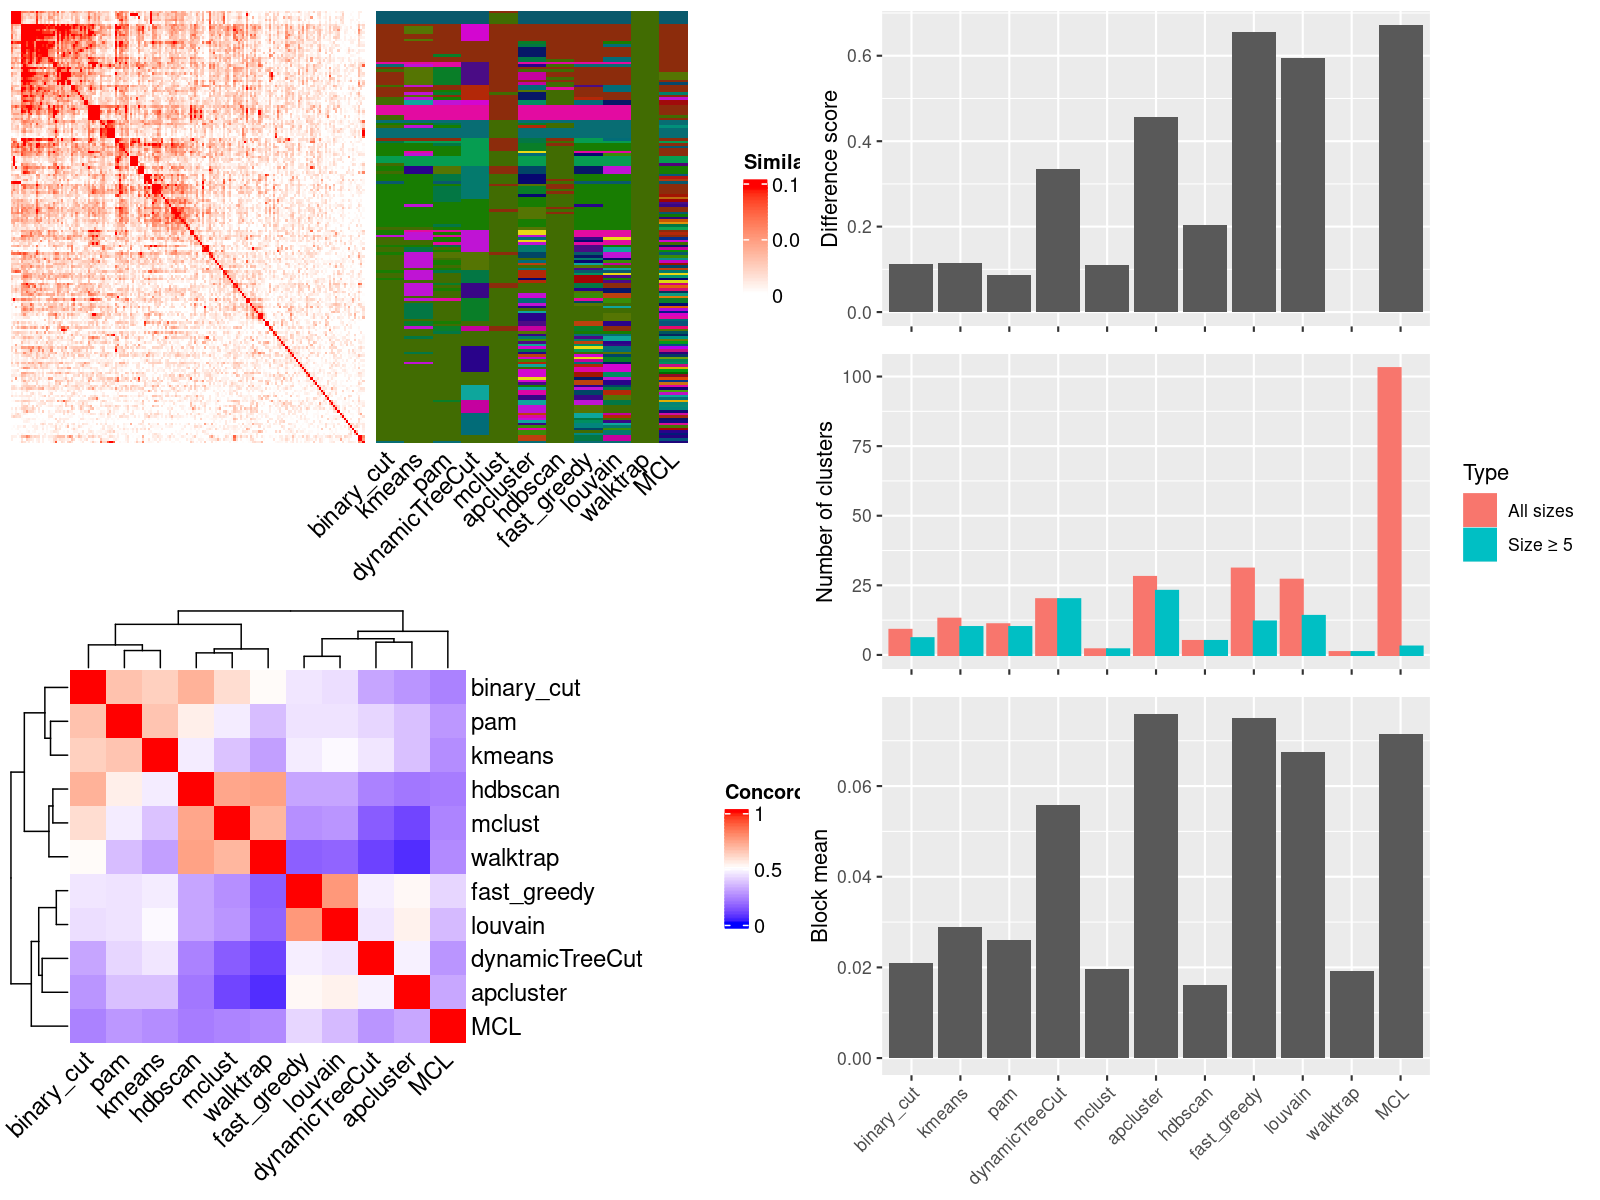 Simila
0.1
0.0
0
binary_cut
kmeans
pam
dynamicTreeCut
mclust
apcluster
hdbscan
fast_greedy
louvain
walktrap
MCL
binary_cut
pam
kmeans
hdbscan
mclust
walktrap
fast_greedy
louvain
dynamicTreeCut
apcluster
MCL
Concord
1
0.5
0
binary_cut
pam
kmeans
hdbscan
mclust
walktrap
fast_greedy
louvain
dynamicTreeCut
apcluster
MCL
Difference score
0.6
0.4
0.2
0.0
Number of clusters
100
75
50
25
0
Type
All sizes
Size ≥ 5
Block mean
0.06
0.04
0.02
0.00
binary_cut
kmeans
pam
dynamicTreeCut
mclust
apcluster
hdbscan
fast_greedy
louvain
walktrap
MCL